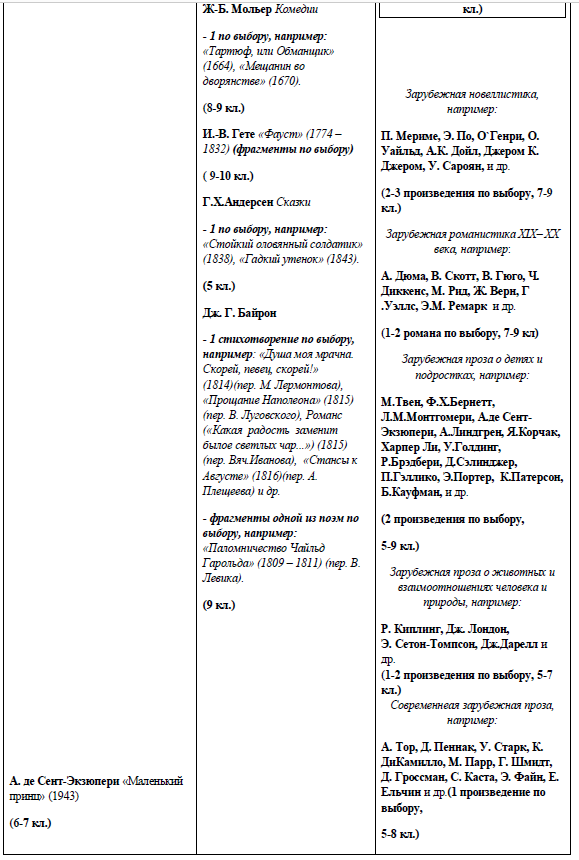 А. де Сент-Экзюпери «Маленький
принц» (1943)
(6-7 кл.)
Ж-Б. Мольер Комедии
- 1 по выбору, например:
«Тартюф, или Обманщик»
(1664), «Мещанин во
дворянстве» (1670).
(8-9 кл.)
И.-В. Гете «Фауст» (1774 –
1832) (фрагменты по выбору)
( 9-10 кл.)
Г.Х.Андерсен Сказки
- 1 по выбору, например:
«Стойкий оловянный солдатик»
(1838), «Гадкий утенок» (1843).
(5 кл.)
Дж. Г. Байрон
- 1 стихотворение по выбору,
например: «Душа моя мрачна.
Скорей, певец, скорей!»
(1814)(пер. М. Лермонтова),
«Прощание Наполеона» (1815)
(пер. В. Луговского), Романс
(«Какая радость заменит
былое светлых чар...») (1815)
(пер. Вяч.Иванова), «Стансы к
Августе» (1816)(пер. А.
Плещеева) и др.
- фрагменты одной из поэм по
выбору, например:
«Паломничество Чайльд
Гарольда» (1809 – 1811) (пер. В.
Левика).
(9 кл.)
кл.)
Зарубежная новеллистика,
например:
П. Мериме, Э. По, О`Генри, О.
Уайльд, А.К. Дойл, Джером К.
Джером, У. Сароян, и др.
(2-3 произведения по выбору, 7-9
кл.)
Зарубежная романистика XIX– ХХ
века, например:
А. Дюма, В. Скотт, В. Гюго, Ч.
Диккенс, М. Рид, Ж. Верн, Г
.Уэллс, Э.М. Ремарк и др.
(1-2 романа по выбору, 7-9 кл)
Зарубежная проза о детях и
подростках, например:
М.Твен, Ф.Х.Бернетт,
Л.М.Монтгомери, А.де Сент-
Экзюпери, А.Линдгрен, Я.Корчак,
Харпер Ли, У.Голдинг,
Р.Брэдбери, Д.Сэлинджер,
П.Гэллико, Э.Портер, К.Патерсон,
Б.Кауфман, и др.
(2 произведения по выбору,
5-9 кл.)
Зарубежная проза о животных и
взаимоотношениях человека и
природы, например:
Р. Киплинг, Дж. Лондон,
Э. Сетон-Томпсон, Дж.Дарелл и
др.
(1-2 произведения по выбору, 5-7
кл.)
Современнеая зарубежная проза,
например:
А. Тор, Д. Пеннак, У. Старк, К.
ДиКамилло, М. Парр, Г. Шмидт,
Д. Гроссман, С. Каста, Э. Файн, Е.
Ельчин и др.(1 произведение по
выбору,
5-8 кл.)